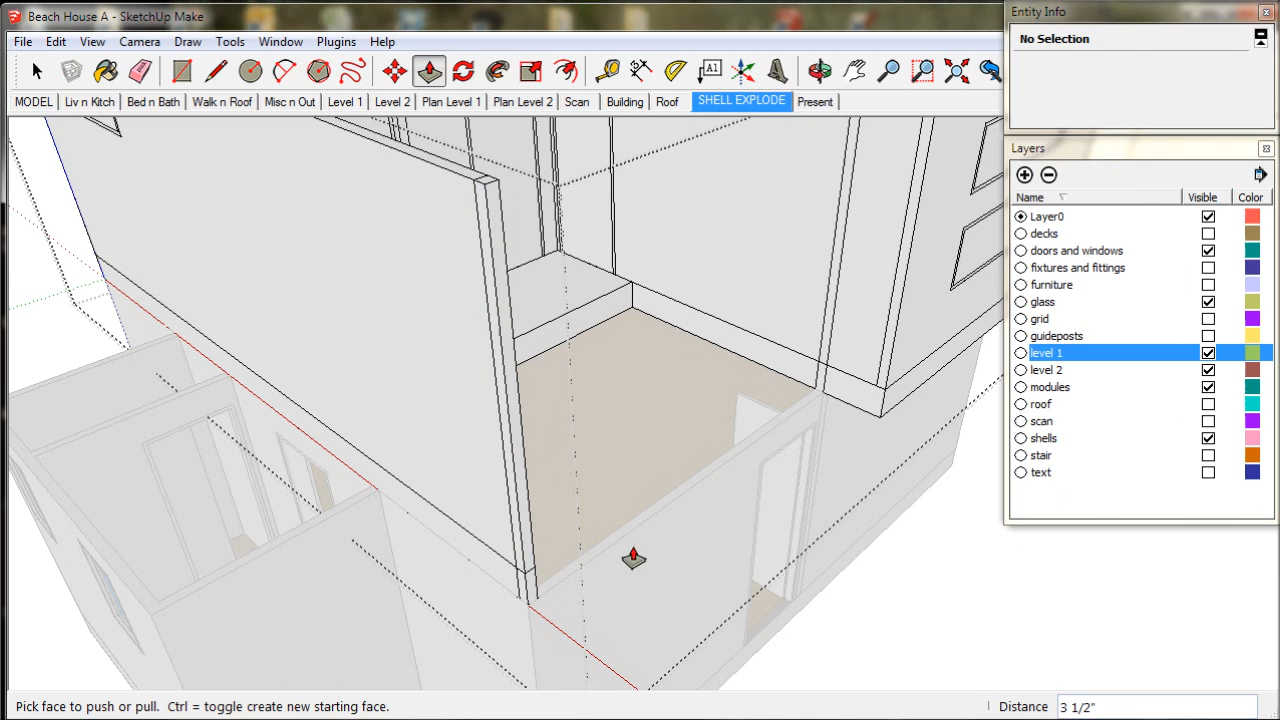 Beach House A - SketchUp Make
File Edit View Camera Draw Tools Window Plugins Help
A1
MODEL Liv n Kitch Bed n Bath Walk n Roof Misc n Out Level 1 Level 2 Plan Level 1 Plan Level 2 Scan Building Roof SHELL EXPLODE Present
Entity Info
No Selection
Layers
Name Visible Color
Layer0
decks
doors and windows
fixtures and fittings
furniture
glass
grid
guideposts
level 1
level 2
modules
roof
scan
shells
stair
text
Pick face to push or pull. Ctrl = toggle create new starting face.
Distance 3 1/2"